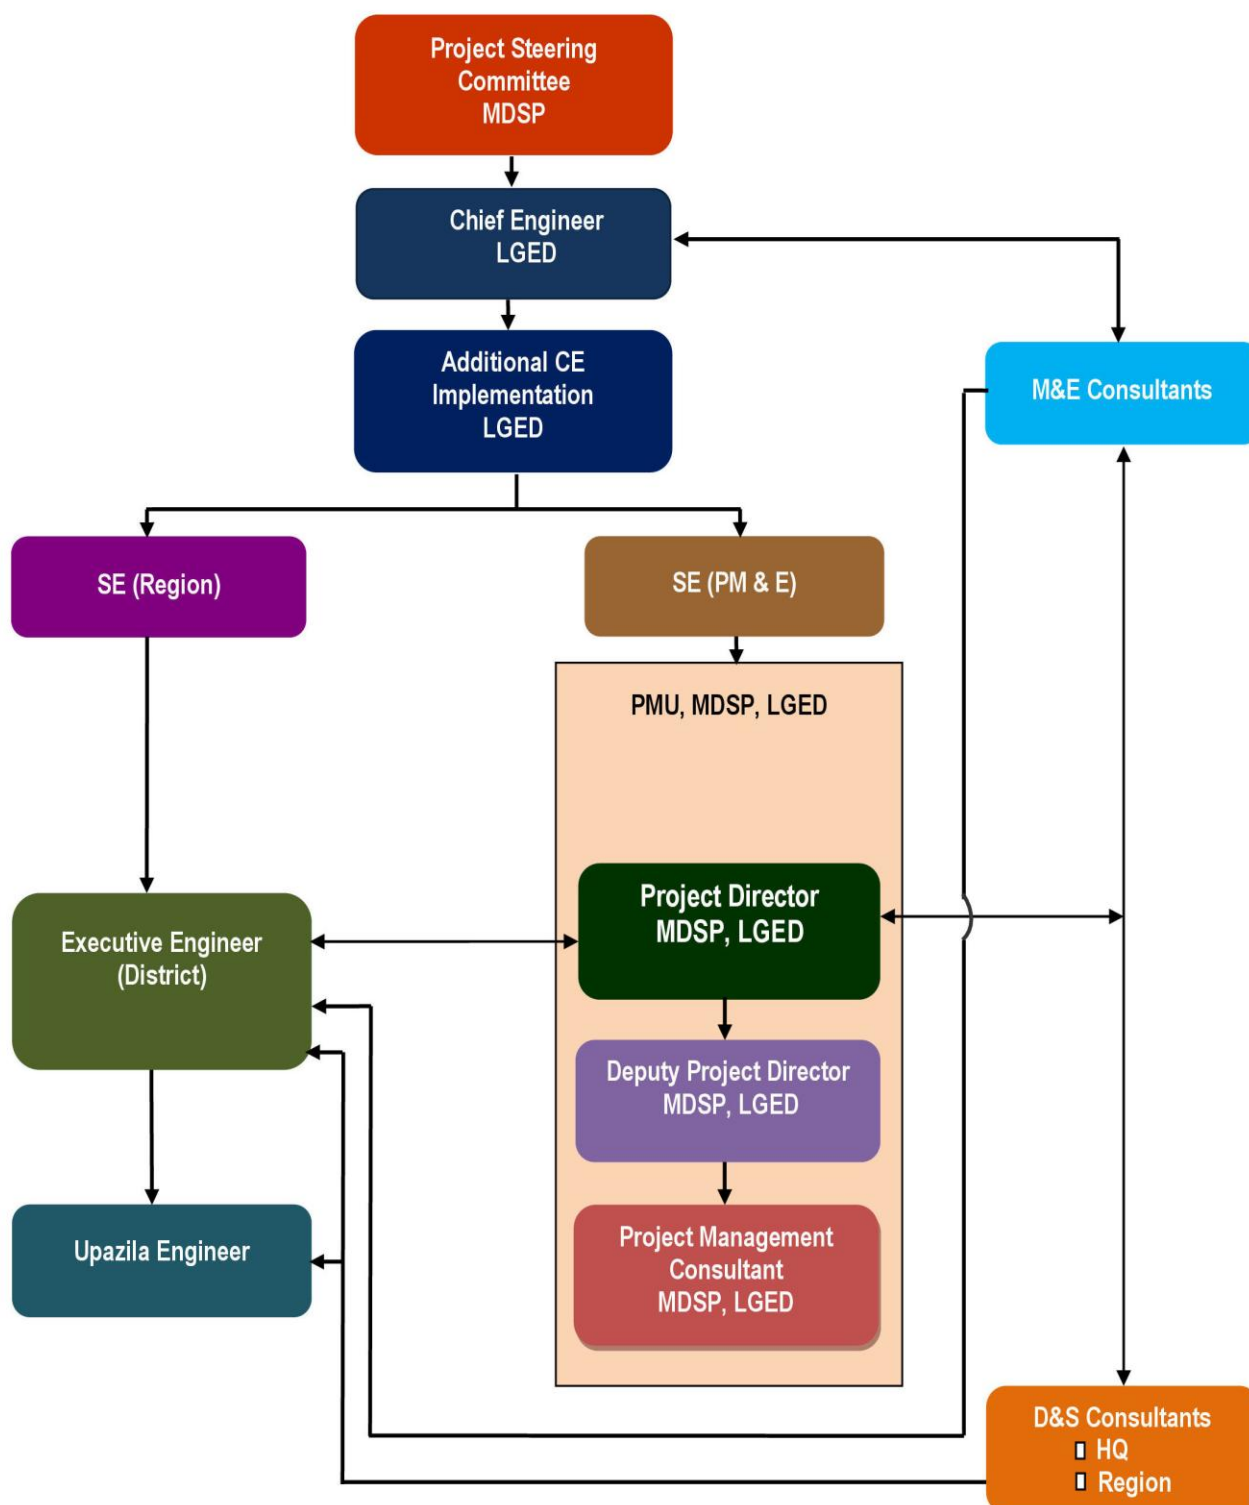 Project Steering
Committee
MDSP
Chief Engineer
LGED
Additional CE
Implementation
LGED
M&E Consultants
SE (Region)
SE (PM & E)
PMU, MDSP, LGED
Project Director
MDSP, LGED
Executive Engineer
(District)
Deputy Project Director
MDSP, LGED
Upazila Engineer
Project Management
Consultant
MDSP, LGED
D&S Consultants
HQ
Region